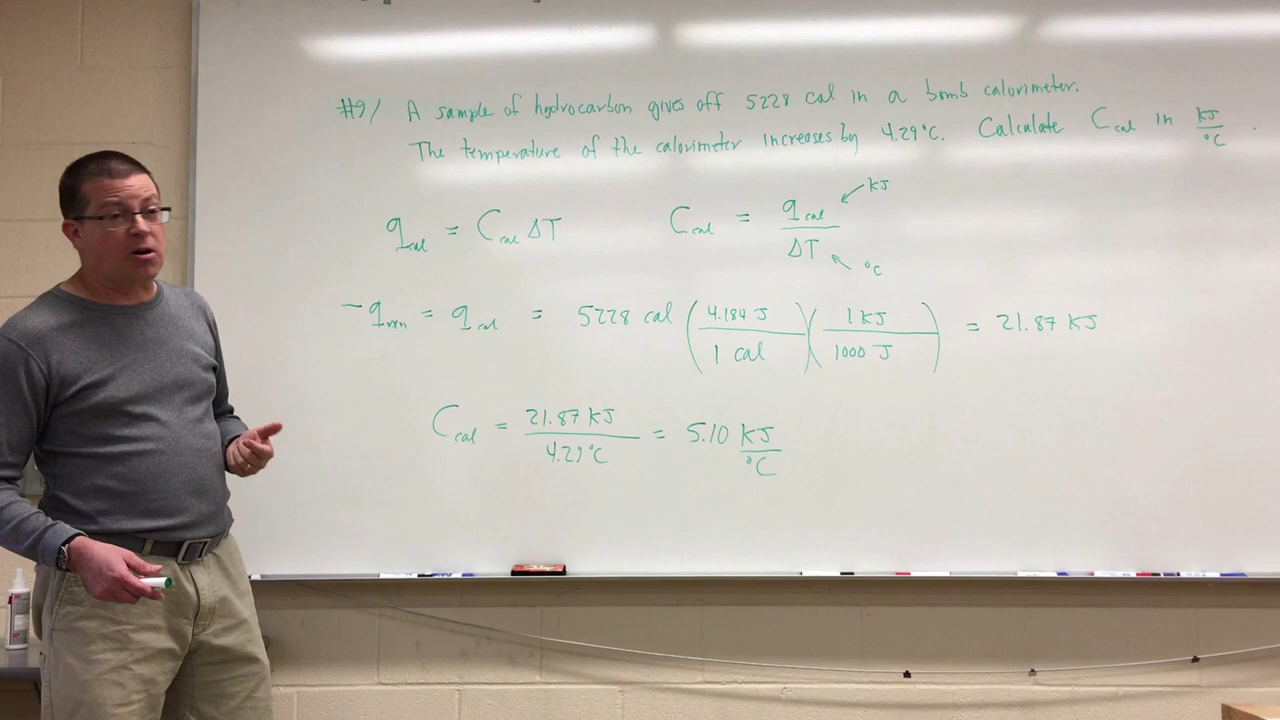 #9/ A sample of hydrocarbon gives off 5228 cal in a bomb calorimeter.
The temperature of the calorimeter increases by 4.29°C. Calculate Ccal in kJ/°C.
qcal = Ccal ΔT
Ccal = qcal/ΔT ← kJ ← °C
-qrxn = qcal = 5228 cal (4.184 J/1 cal)(1 kJ/1000 J) = 21.87 kJ
Ccal = 21.87 kJ/4.29°C = 5.10 kJ/°C